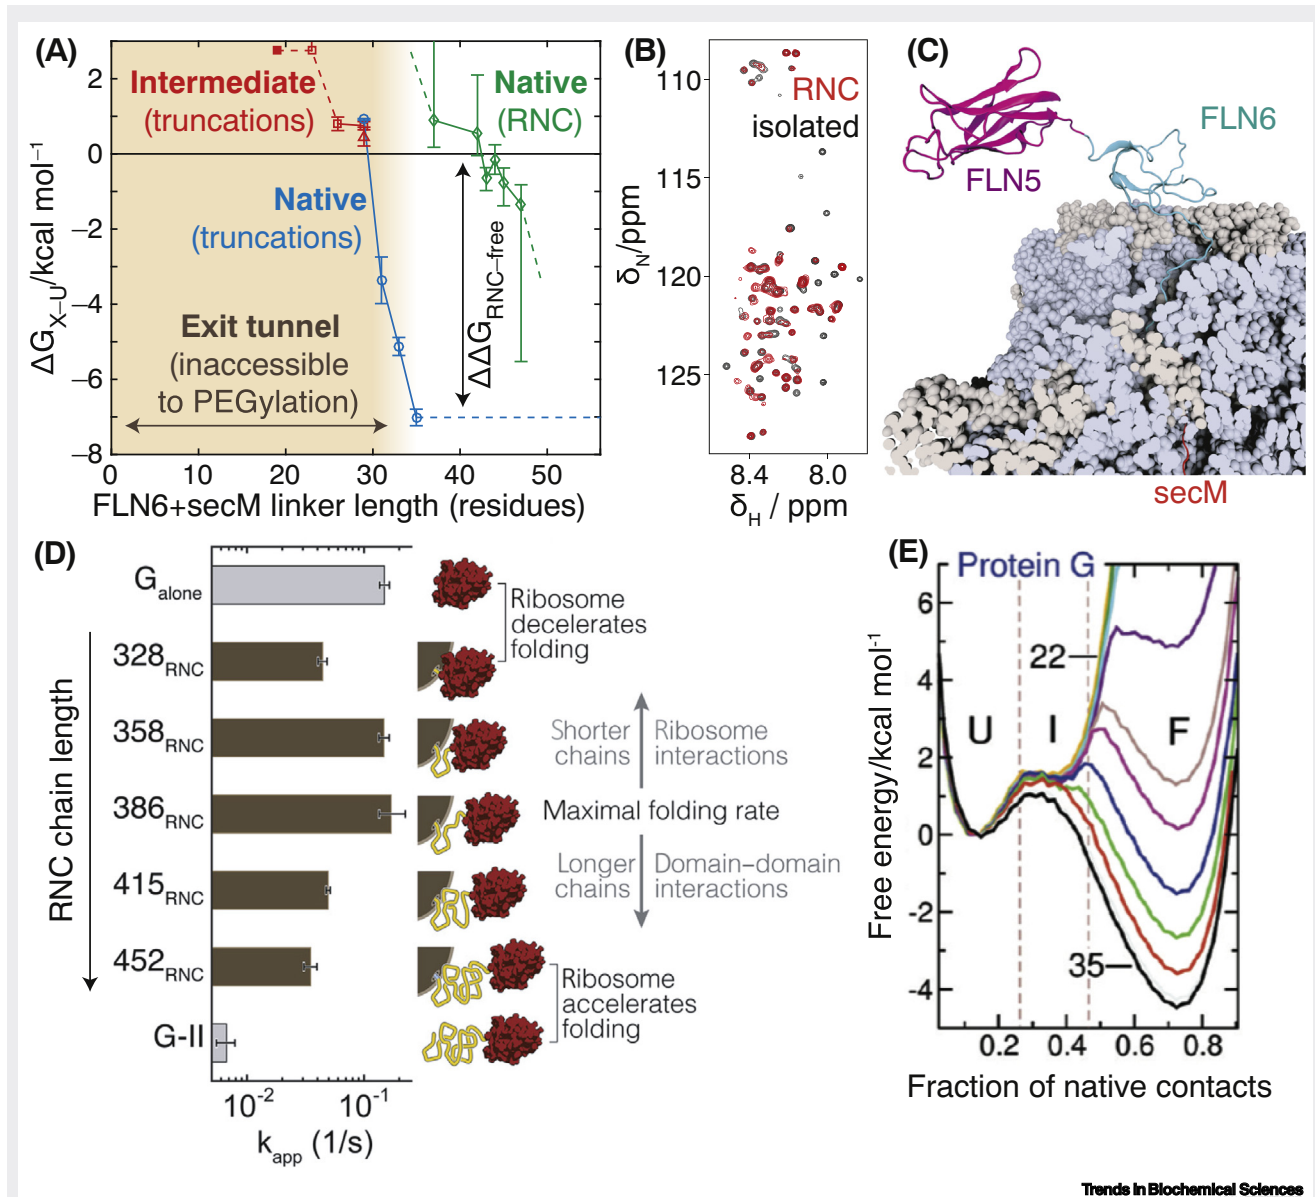 (A)
2
0
−2
−4
−6
−8
ΔG X–U/kcal mol−1
Intermediate
(truncations)
Native
(RNC)
Native
(truncations)
ΔΔG RNC–free
Exit tunnel
(inaccessible
to PEGylation)
0 10 20 30 40 50
FLN6+secM linker length (residues)
(B)
110
115
120
125
δN/ppm
RNC
isolated
8.4 8.0
δH / ppm
(C)
FLN6
FLN5
secM
(D)
RNC chain length
Galone
328RNC
358RNC
386RNC
415RNC
452RNC
G-II
10-2 10-1
kapp (1/s)
Ribosome
decelerates
folding
Shorter Ribosome
chains interactions
Maximal folding rate
Longer Domain–domain
chains interactions
Ribosome
accelerates
folding
(E)
Protein G
6
4
2
0
-2
-4
Free energy/kcal mol-1
22
U I F
35
0.2 0.4 0.6 0.8
Fraction of native contacts
Trends in Biochemical Sciences